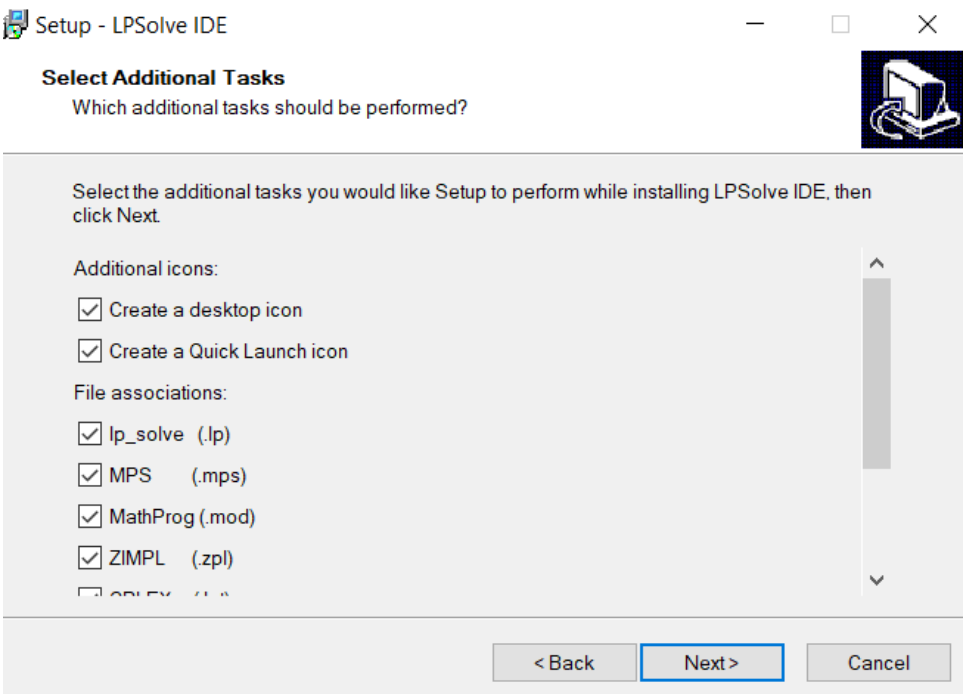 Setup - LPSolve IDE
Select Additional Tasks
Which additional tasks should be performed?
Select the additional tasks you would like Setup to perform while installing LPSolve IDE, then
click Next.
Additional icons:
Create a desktop icon
Create a Quick Launch icon
File associations:
lp_solve (.lp)
MPS (.mps)
MathProg (.mod)
ZIMPL (.zpl)
< Back Next > Cancel